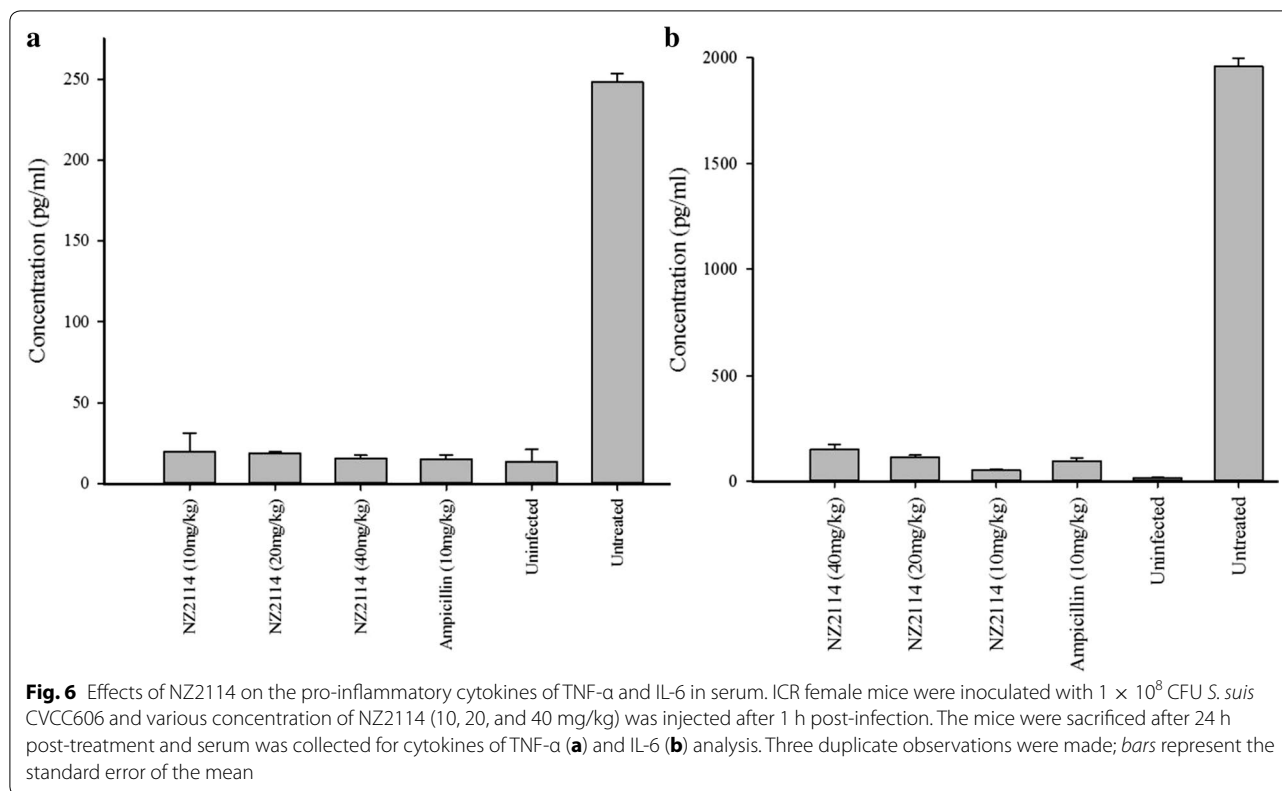 a
Concentration (pg/ml)
250
200
150
100
50
0
NZ2114 (10mg/kg)
NZ2114 (20mg/kg)
NZ2114 (40mg/kg)
Ampicillin (10mg/kg)
Uninfected
Untreated
b
Concentration (pg/ml)
2000
1500
1000
500
0
NZ2114 (40mg/kg)
NZ2114 (20mg/kg)
NZ2114 (10mg/kg)
Ampicillin (10mg/kg)
Uninfected
Untreated
Fig. 6 Effects of NZ2114 on the pro-inflammatory cytokines of TNF-α and IL-6 in serum. ICR female mice were inoculated with 1 × 10⁸ CFU S. suis
CVCC606 and various concentration of NZ2114 (10, 20, and 40 mg/kg) was injected after 1 h post-infection. The mice were sacrificed after 24 h
post-treatment and serum was collected for cytokines of TNF-α (a) and IL-6 (b) analysis. Three duplicate observations were made; bars represent the
standard error of the mean